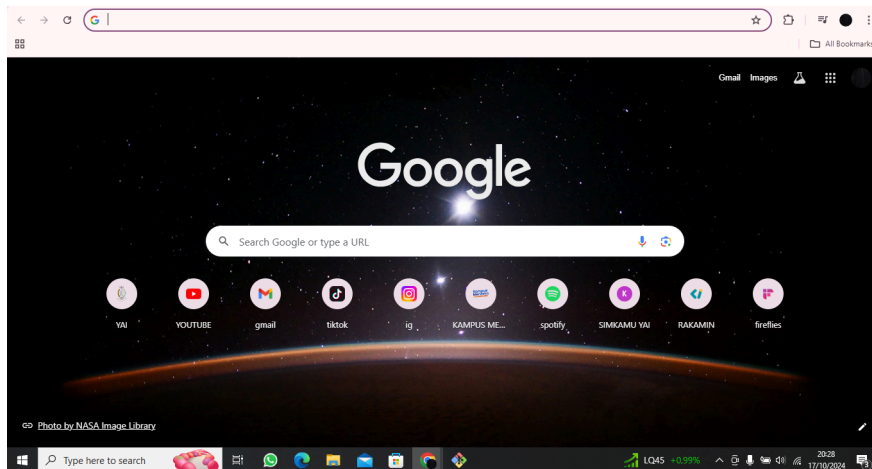 All Bookmarks
Gmail Images
Google
Search Google or type a URL
YAI YOUTUBE gmail tiktok ig KAMPUS ME... spotify SIMKAMU YAI RAKAMIN fireflies
Photo by NASA Image Library
Type here to search LQ45 +0.99% 20:28
17/10/2024